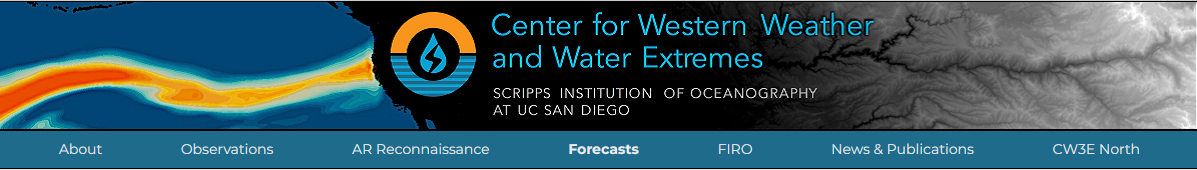 Center for Western Weather
and Water Extremes
SCRIPPS INSTITUTION OF OCEANOGRAPHY
AT UC SAN DIEGO
About Observations AR Reconnaissance Forecasts FIRO News & Publications CW3E North